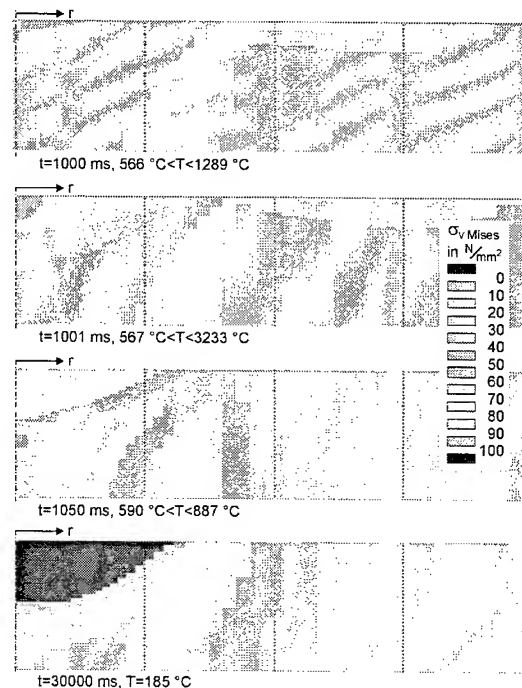 r
t=1000 ms, 566 °C<T<1289 °C
r
t=1001 ms, 567 °C<T<3233 °C
r
t=1050 ms, 590 °C<T<887 °C
r
t=30000 ms, T=185 °C
σV Mises
in N/mm²
0
10
20
30
40
50
60
70
80
90
100